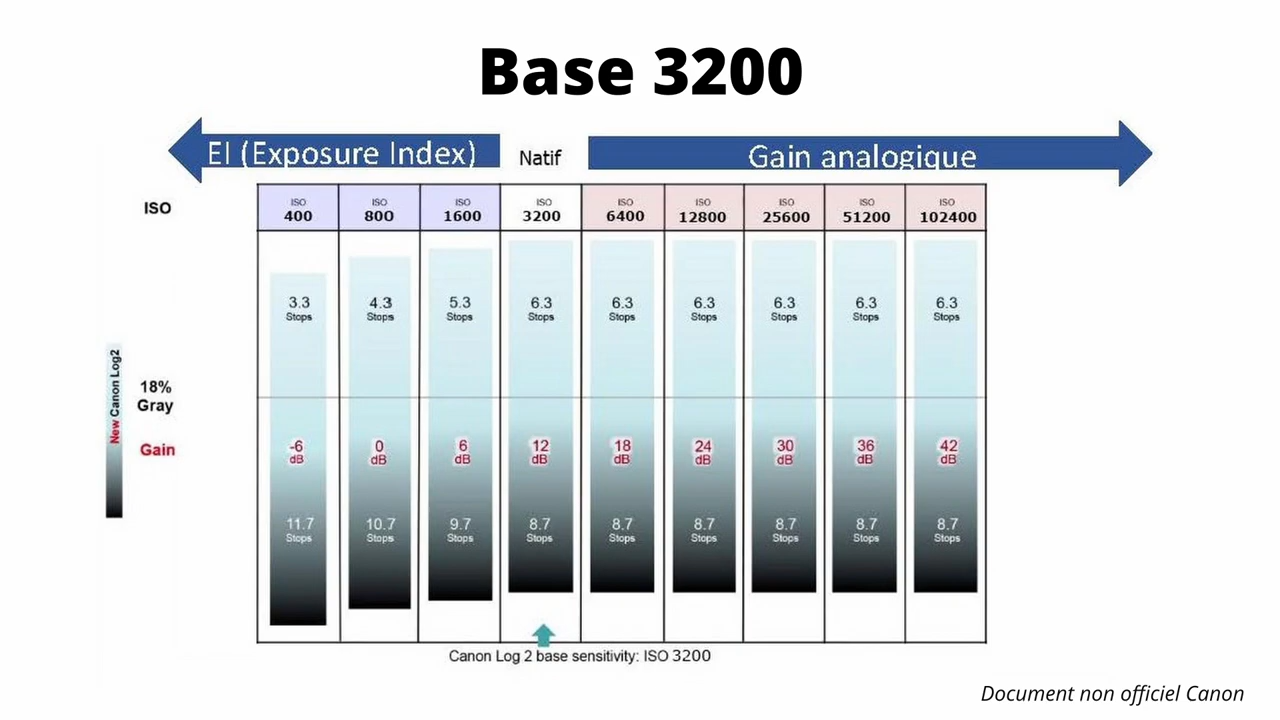 Base 3200
EI (Exposure Index)
Natif
Gain analogique
ISO
ISO 400
ISO 800
ISO 1600
ISO 3200
ISO 6400
ISO 12800
ISO 25600
ISO 51200
ISO 102400
3.3 Stops
4.3 Stops
5.3 Stops
6.3 Stops
6.3 Stops
6.3 Stops
6.3 Stops
6.3 Stops
6.3 Stops
New Canon Log2
18%
Gray
Gain
-6 dB
0 dB
6 dB
12 dB
18 dB
24 dB
30 dB
36 dB
42 dB
11.7 Stops
10.7 Stops
9.7 Stops
8.7 Stops
8.7 Stops
8.7 Stops
8.7 Stops
8.7 Stops
8.7 Stops
Canon Log 2 base sensitivity: ISO 3200
Document non officiel Canon